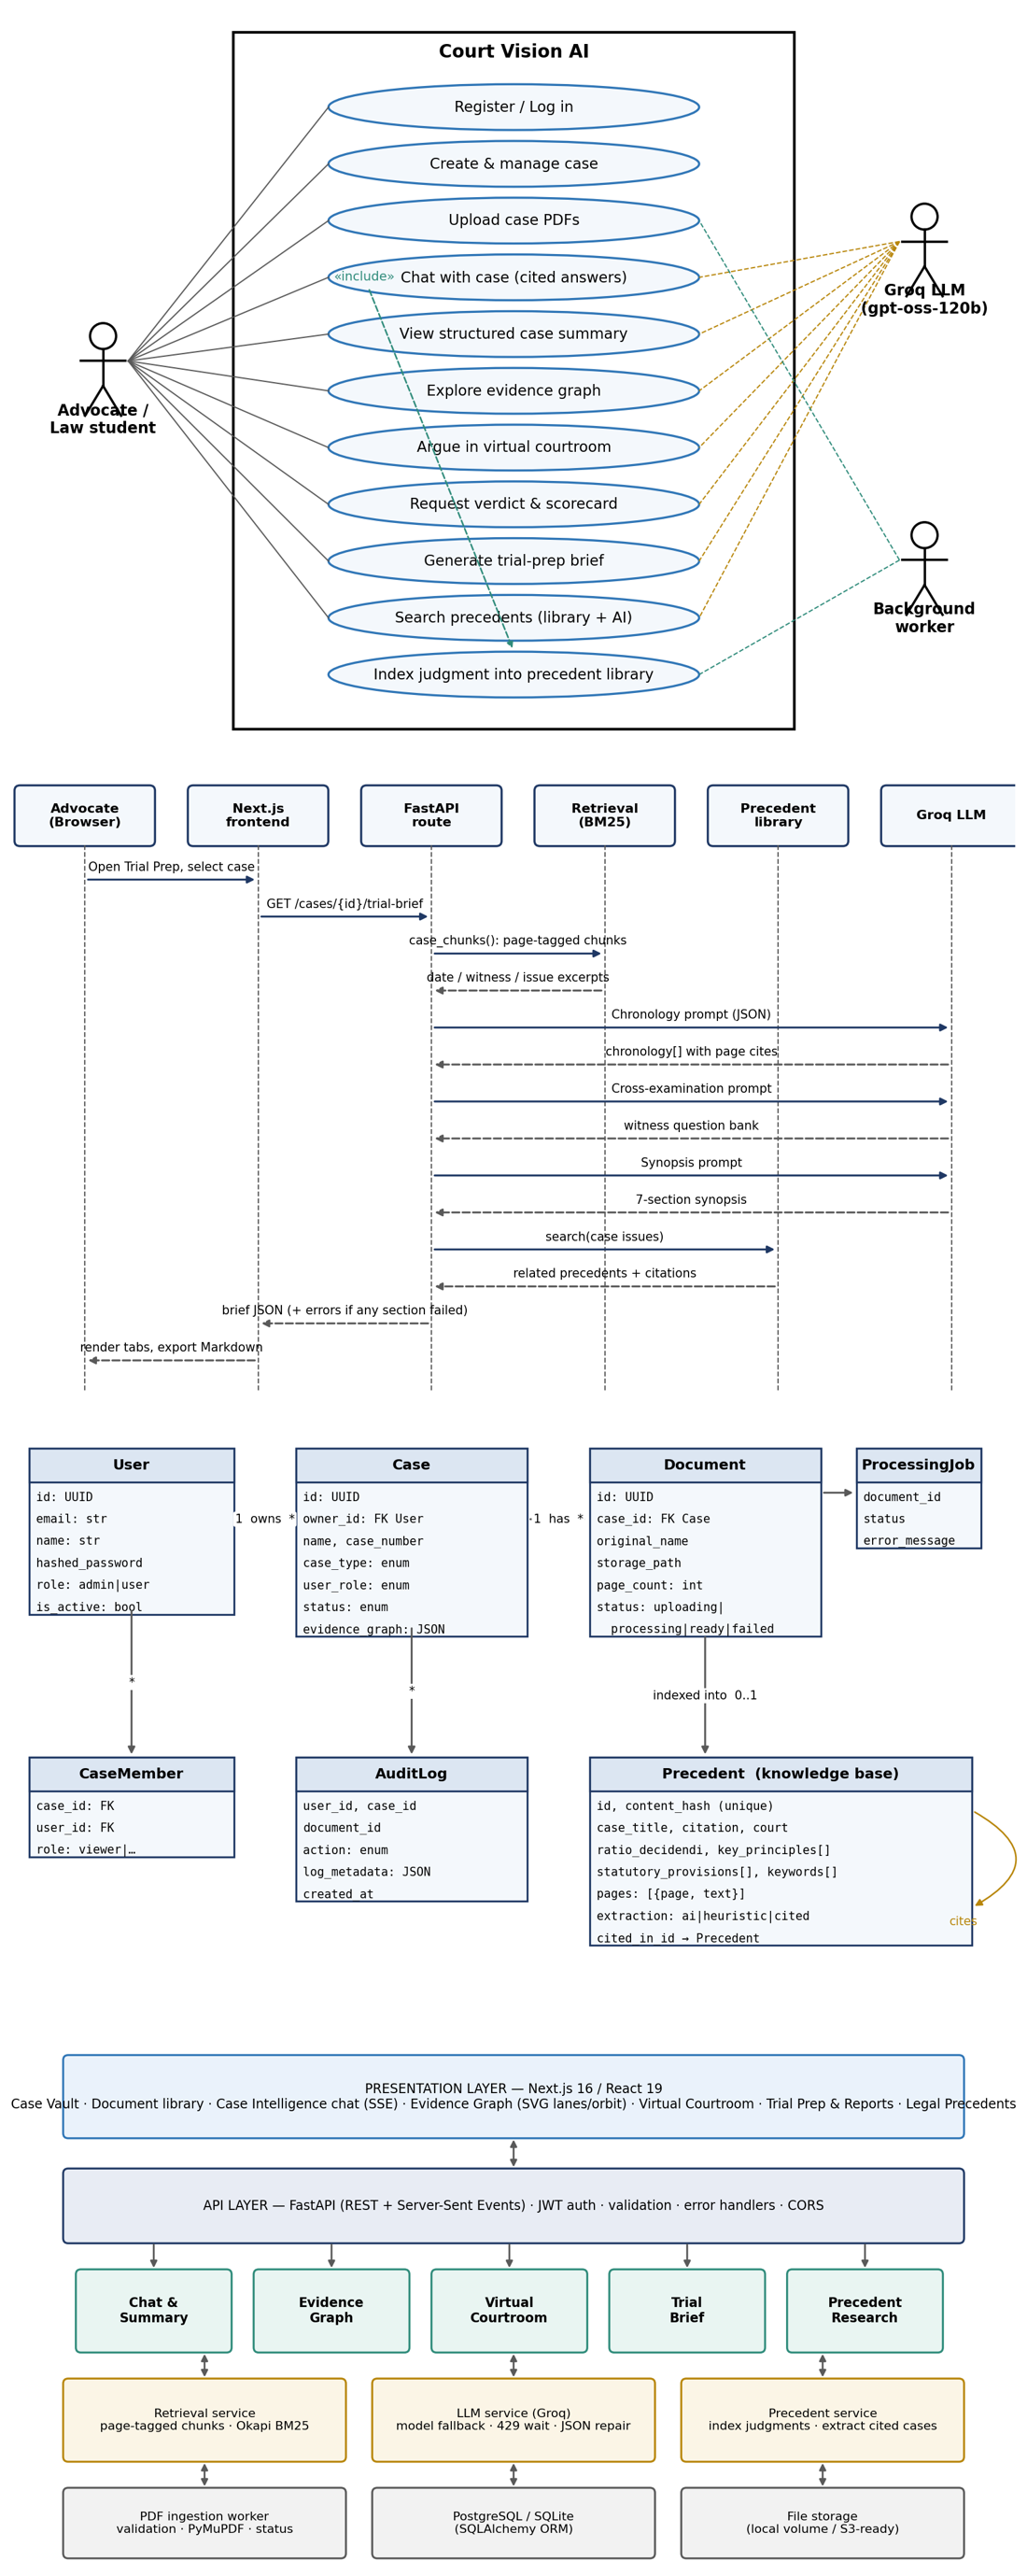 Court Vision AI
Register / Log in
Create & manage case
Upload case PDFs
«include»
Chat with case (cited answers)
View structured case summary
Explore evidence graph
Argue in virtual courtroom
Request verdict & scorecard
Generate trial-prep brief
Search precedents (library + AI)
Index judgment into precedent library
Advocate /
Law student
Groq LLM
(gpt-oss-120b)
Background
worker
Advocate
(Browser)
Next.js
frontend
FastAPI
route
Retrieval
(BM25)
Precedent
library
Groq LLM
Open Trial Prep, select case
GET /cases/{id}/trial-brief
case_chunks(): page-tagged chunks
date / witness / issue excerpts
Chronology prompt (JSON)
chronology[] with page cites
Cross-examination prompt
witness question bank
Synopsis prompt
7-section synopsis
search(case issues)
related precedents + citations
brief JSON (+ errors if any section failed)
render tabs, export Markdown
User
id: UUID
email: str
name: str
hashed_password
role: admin|user
is_active: bool
1 owns *
Case
id: UUID
owner_id: FK User
name, case_number
case_type: enum
user_role: enum
status: enum
evidence_graph: JSON
1 has *
Document
id: UUID
case_id: FK Case
original_name
storage_path
page_count: int
status: uploading|
processing|ready|failed
ProcessingJob
document_id
status
error_message
*
*
indexed into 0..1
CaseMember
case_id: FK
user_id: FK
role: viewer|…
AuditLog
user_id, case_id
document_id
action: enum
log_metadata: JSON
created_at
Precedent (knowledge base)
id, content_hash (unique)
case_title, citation, court
ratio_decidendi, key_principles[]
statutory_provisions[], keywords[]
pages: [{page, text}]
extraction: ai|heuristic|cited
cited_in_id → Precedent
cites
PRESENTATION LAYER — Next.js 16 / React 19
Case Vault · Document library · Case Intelligence chat (SSE) · Evidence Graph (SVG lanes/orbit) · Virtual Courtroom · Trial Prep & Reports · Legal Precedents
API LAYER — FastAPI (REST + Server-Sent Events) · JWT auth · validation · error handlers · CORS
Chat &
Summary
Evidence
Graph
Virtual
Courtroom
Trial
Brief
Precedent
Research
Retrieval service
page-tagged chunks · Okapi BM25
LLM service (Groq)
model fallback · 429 wait · JSON repair
Precedent service
index judgments · extract cited cases
PDF ingestion worker
validation · PyMuPDF · status
PostgreSQL / SQLite
(SQLAlchemy ORM)
File storage
(local volume / S3-ready)